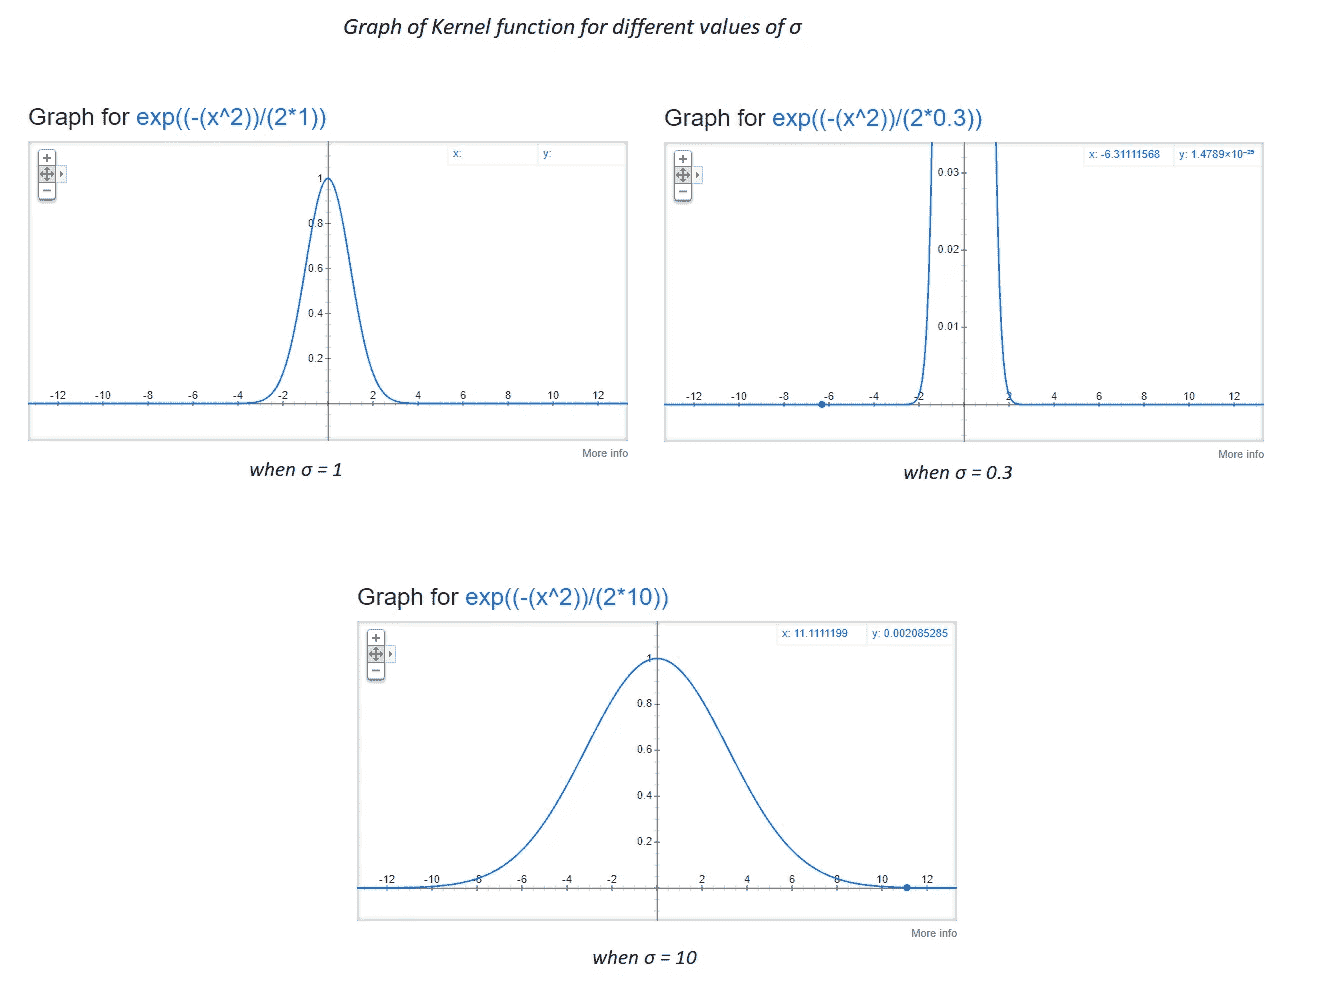 Graph of Kernel function for different values of σ
Graph for exp((-(x^2))/(2*1))
x: y:
1
0.8
0.6
0.4
0.2
-12 -10 -8 -6 -4 -2 2 4 6 8 10 12
More info
when σ = 1
Graph for exp((-(x^2))/(2*0.3))
x: -6.31111568 y: 1.4789×10⁻²⁹
0.03
0.02
0.01
-12 -10 -8 -6 -4 -2 2 4 6 8 10 12
More info
when σ = 0.3
Graph for exp((-(x^2))/(2*10))
x: 11.1111199 y: 0.002085285
1
0.8
0.6
0.4
0.2
-12 -10 -8 -6 -4 -2 2 4 6 8 10 12
More info
when σ = 10